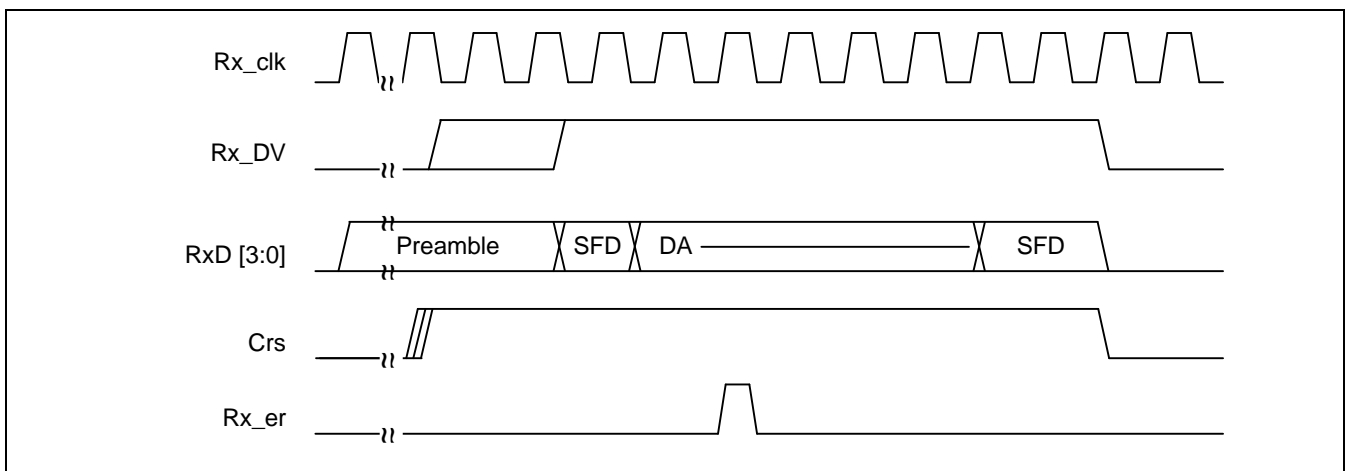 Rx_clk
Rx_DV
RxD [3:0]
Preamble
SFD
DA
SFD
Crs
Rx_er